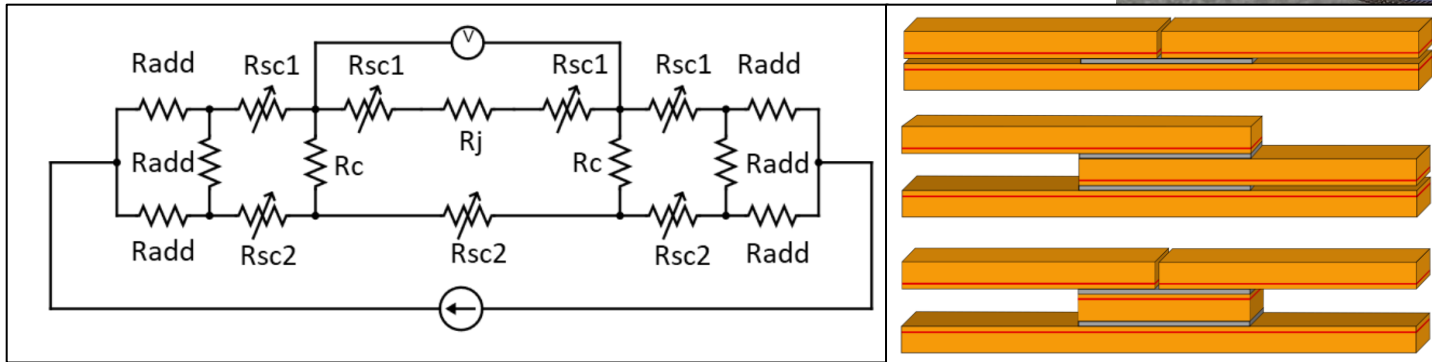 V
Radd Rsc1 Rsc1 Rsc1 Rsc1 Radd
Rj
Radd Rc Rc Radd
Radd Rsc2 Rsc2 Rsc2 Radd